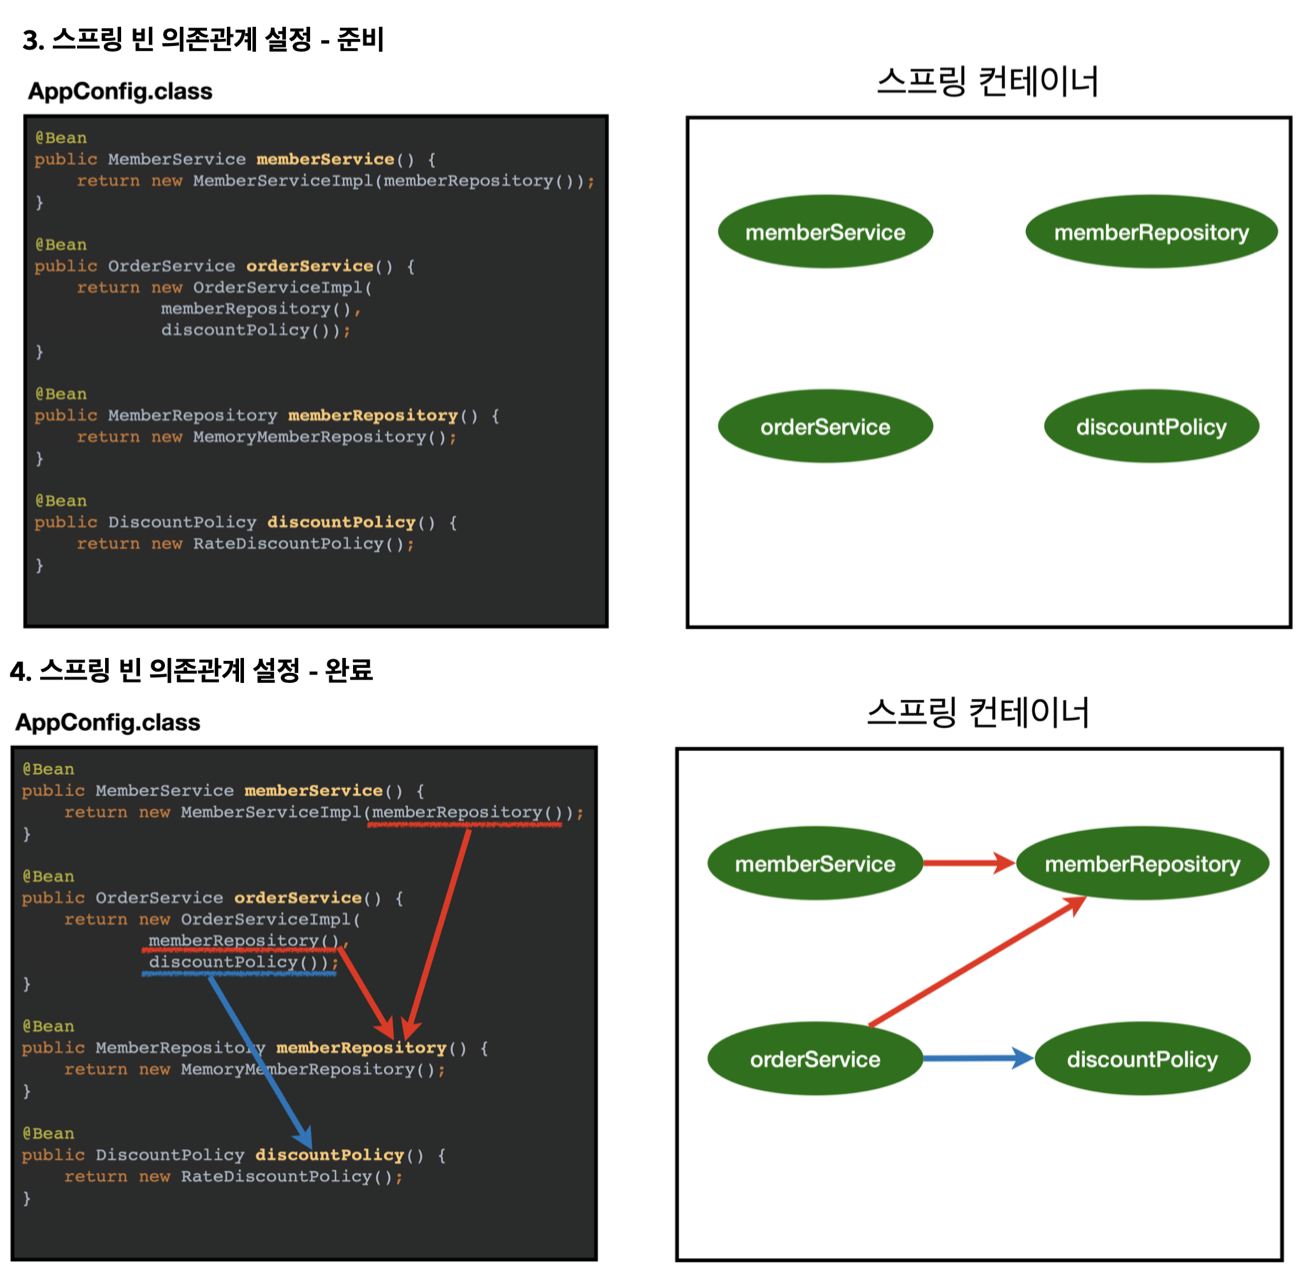 3. 스프링 빈 의존관계 설정 - 준비
AppConfig.class
@Bean
public MemberService memberService() {
    return new MemberServiceImpl(memberRepository());
}
@Bean
public OrderService orderService() {
    return new OrderServiceImpl(
            memberRepository(),
            discountPolicy());
}
@Bean
public MemberRepository memberRepository() {
    return new MemoryMemberRepository();
}
@Bean
public DiscountPolicy discountPolicy() {
    return new RateDiscountPolicy();
}
스프링 컨테이너
memberService
memberRepository
orderService
discountPolicy
4. 스프링 빈 의존관계 설정 - 완료
AppConfig.class
@Bean
public MemberService memberService() {
    return new MemberServiceImpl(memberRepository());
}
@Bean
public OrderService orderService() {
    return new OrderServiceImpl(
            memberRepository(),
            discountPolicy());
}
@Bean
public MemberRepository memberRepository() {
    return new MemoryMemberRepository();
}
@Bean
public DiscountPolicy discountPolicy() {
    return new RateDiscountPolicy();
}
스프링 컨테이너
memberService
memberRepository
orderService
discountPolicy